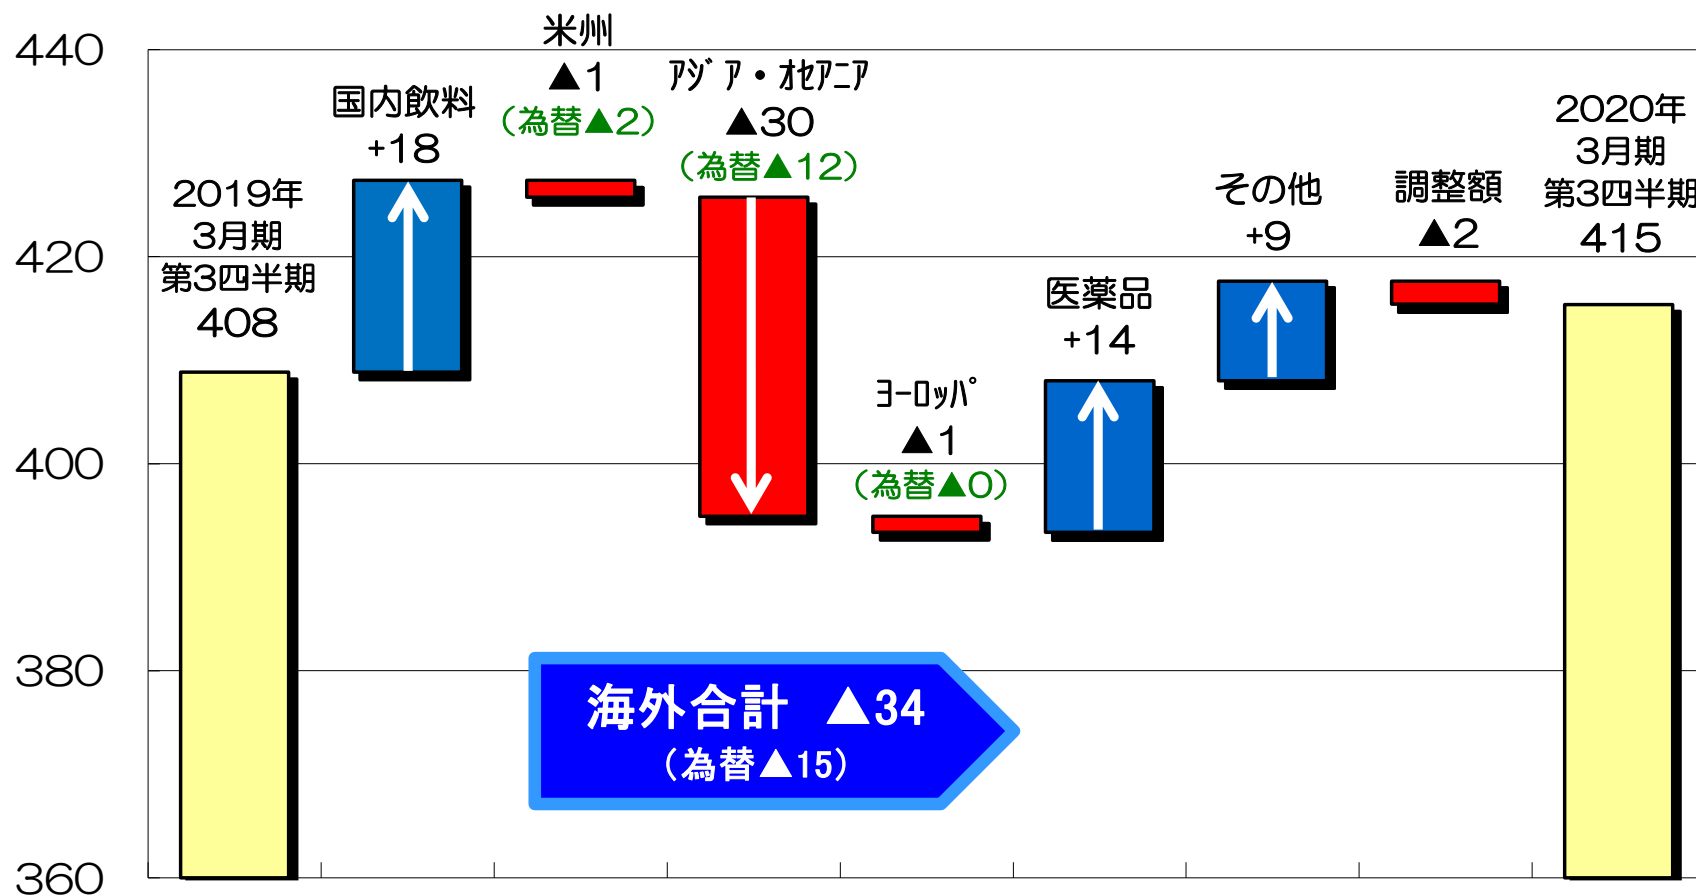 440
420
400
380
360
2019年
3月期
第3四半期
408
国内飲料
+18
米州
▲1
(為替▲2)
ｱｼﾞｱ・ｵｾｱﾆｱ
▲30
(為替▲12)
ﾖｰﾛｯﾊﾟ
▲1
(為替▲0)
医薬品
+14
その他
+9
調整額
▲2
2020年
3月期
第3四半期
415
海外合計 ▲34
(為替▲15)